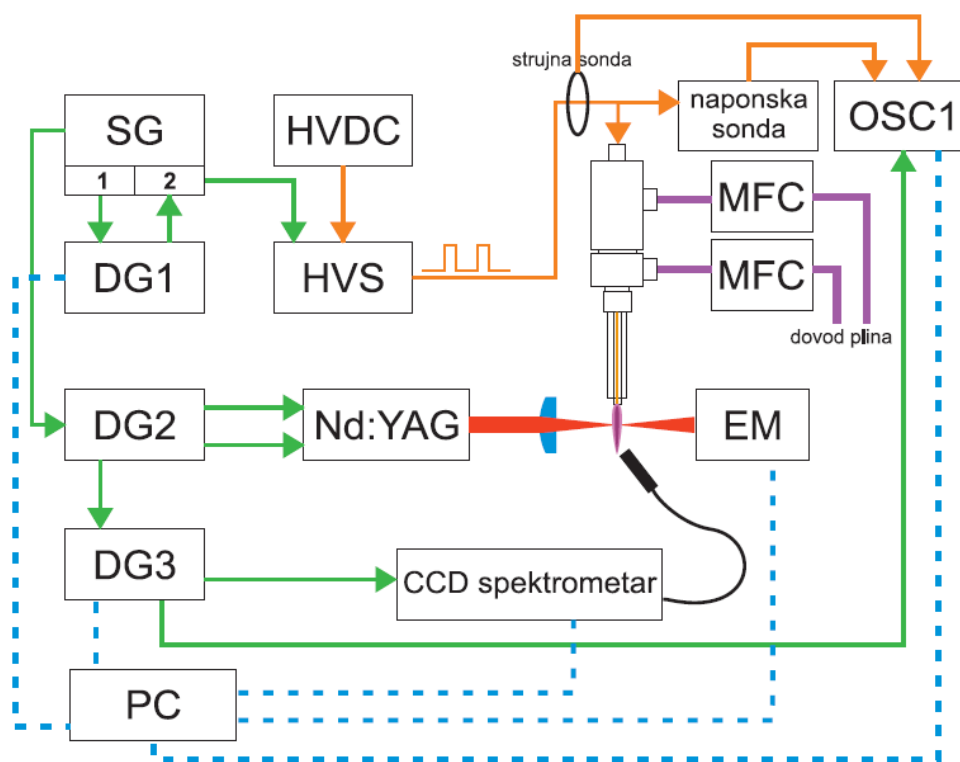 strujna sonda
SG
1 2
HVDC
naponska
sonda
OSC1
MFC
DG1
HVS
MFC
dovod plina
DG2
Nd:YAG
EM
DG3
CCD spektrometar
PC